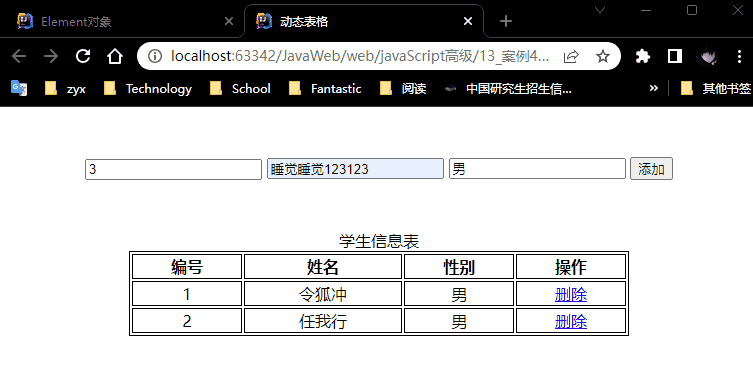 Element对象
动态表格
localhost:63342/JavaWeb/web/javaScript高级/13_案例4...
zyx Technology School Fantastic 阅读 中国研究生招生信... » 其他书签
3 睡觉睡觉123123 男 添加
学生信息表
编号 姓名 性别 操作
1 令狐冲 男 删除
2 任我行 男 删除